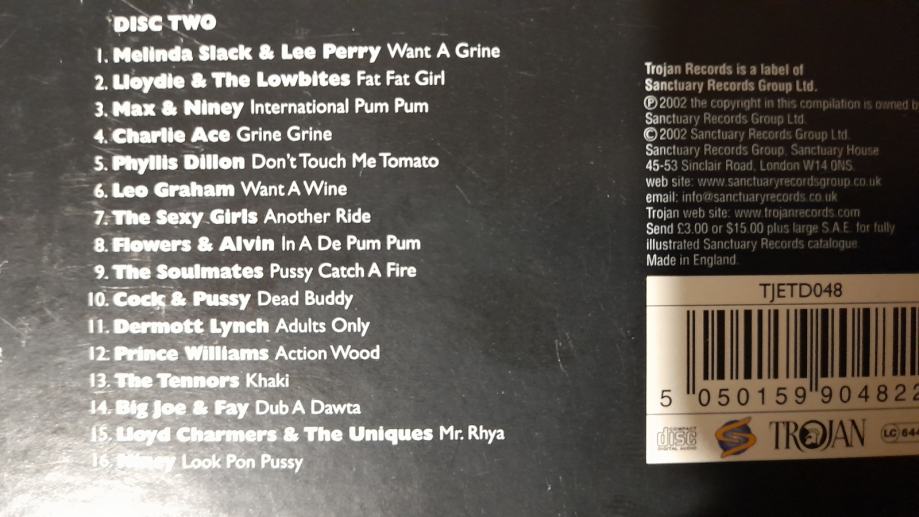 DISC TWO
1. Melinda Slack & Lee Perry Want A Grine
2. Lloydie & The Lowbites Fat Fat Girl
3. Max & Niney International Pum Pum
4. Charlie Ace Grine Grine
5. Phyllis Dillon Don't Touch Me Tomato
6. Leo Graham Want A Wine
7. The Sexy Girls Another Ride
8. Flowers & Alvin In A De Pum Pum
9. The Soulmates Pussy Catch A Fire
10. Cock & Pussy Dead Buddy
11. Dermott Lynch Adults Only
12. Prince Williams Action Wood
13. The Tennors Khaki
14. Big Joe & Fay Dub A Dawta
15. Lloyd Charmers & The Uniques Mr. Rhya
16. Niney Look Pon Pussy
Trojan Records is a label of
Sanctuary Records Group Ltd.
℗ 2002 the copyright in this compilation is owned b
Sanctuary Records Group Ltd.
© 2002 Sanctuary Records Group Ltd.
Sanctuary Records Group, Sanctuary House
45-53 Sinclair Road, London W14 0NS.
web site: www.sanctuaryrecordsgroup.co.uk
email: info@sanctuaryrecords.co.uk
Trojan web site: www.trojanrecords.com
Send £3.00 or $15.00 plus large S.A.E. for fully
illustrated Sanctuary Records catalogue.
Made in England.
TJETD048
5 050159 904822
COMPACT disc DIGITAL AUDIO TROJAN LC 644